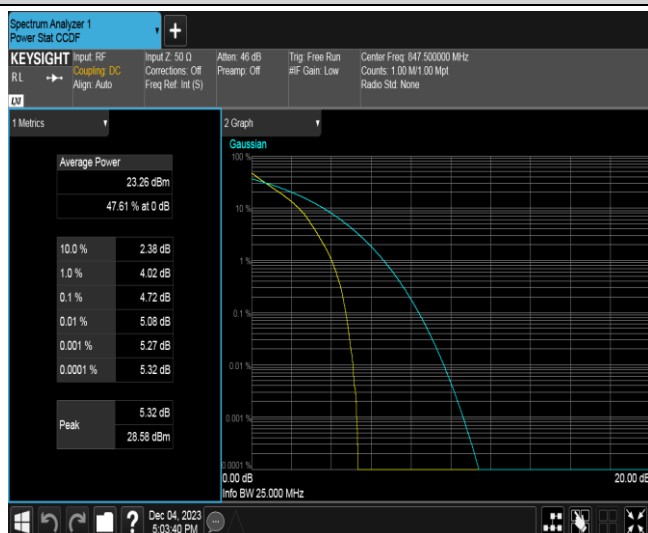 Spectrum Analyzer 1
Power Stat CCDF
+
KEYSIGHT
RL
LXI
Input: RF
Coupling: DC
Align: Auto
Input Z: 50 Ω
Corrections: Off
Freq Ref: Int (S)
Atten: 46 dB
Preamp: Off
Trig: Free Run
#IF Gain: Low
Center Freq: 847.500000 MHz
Counts: 1.00 M/1.00 Mpt
Radio Std: None
1 Metrics
Average Power
23.26 dBm
47.61 % at 0 dB
10.0 % 2.38 dB
1.0 % 4.02 dB
0.1 % 4.72 dB
0.01 % 5.08 dB
0.001 % 5.27 dB
0.0001 % 5.32 dB
Peak 5.32 dB
28.58 dBm
2 Graph
Gaussian
100 %
10 %
1 %
0.1 %
0.01 %
0.001 %
0.0001 %
0.00 dB 20.00 dB
Info BW 25.000 MHz
?
Dec 04, 2023
5:03:40 PM